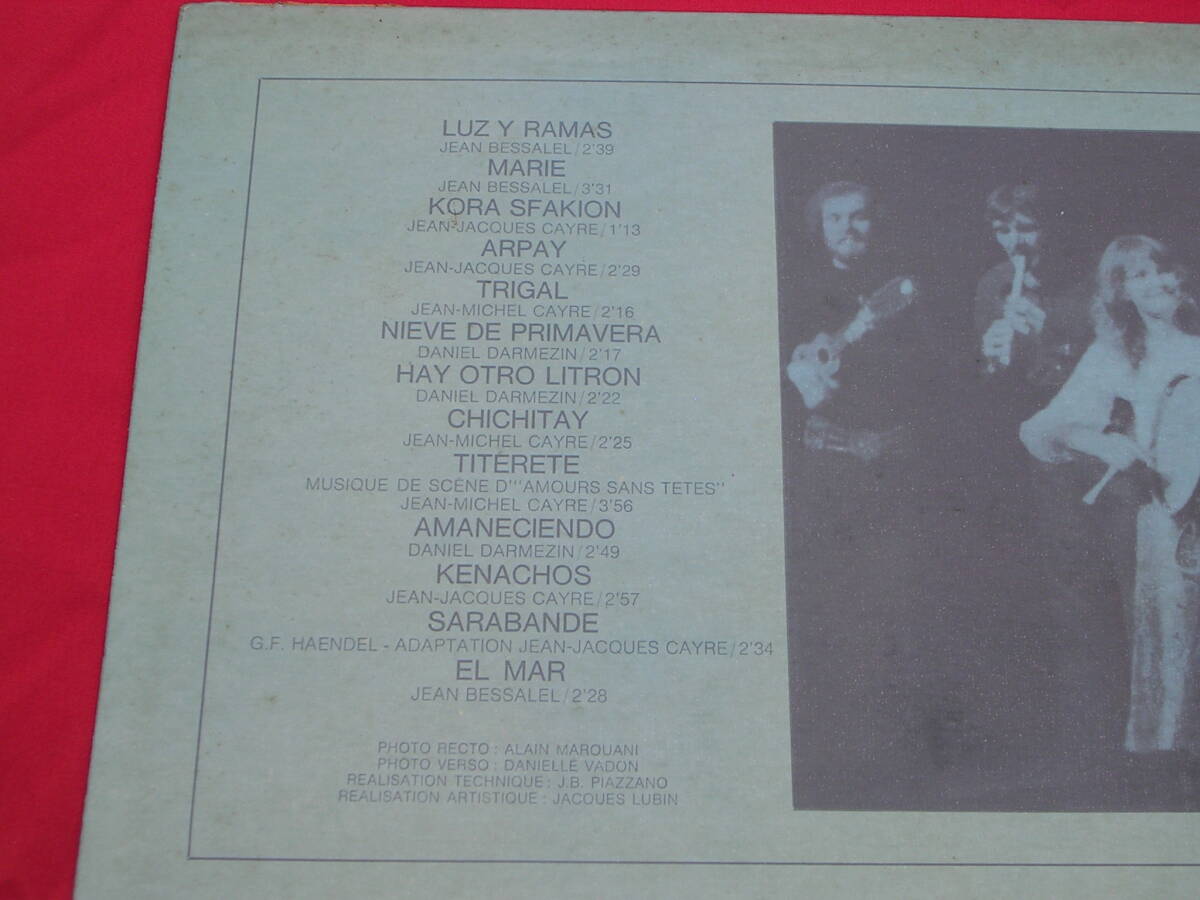 LUZ Y RAMAS
JEAN BESSALEL/2'39
MARIE
JEAN BESSALEL/3'31
KORA SFAKION
JEAN-JACQUES CAYRE/1'13
ARPAY
JEAN-JACQUES CAYRE/2'29
TRIGAL
JEAN-MICHEL CAYRE/2'16
NIEVE DE PRIMAVERA
DANIEL DARMEZIN/2'17
HAY OTRO LITRON
DANIEL DARMEZIN/2'22
CHICHITAY
JEAN-MICHEL CAYRE/2'25
TITÉRETE
MUSIQUE DE SCÈNE D'"AMOURS SANS TETES"
JEAN-MICHEL CAYRE/3'56
AMANECIENDO
DANIEL DARMEZIN/2'49
KENACHOS
JEAN-JACQUES CAYRE/2'57
SARABANDE
G.F. HAENDEL - ADAPTATION JEAN-JACQUES CAYRE/2'34
EL MAR
JEAN BESSALEL/2'28
PHOTO RECTO : ALAIN MAROUANI
PHOTO VERSO : DANIELLE VADON
REALISATION TECHNIQUE : J.B. PIAZZANO
REALISATION ARTISTIQUE : JACQUES LUBIN